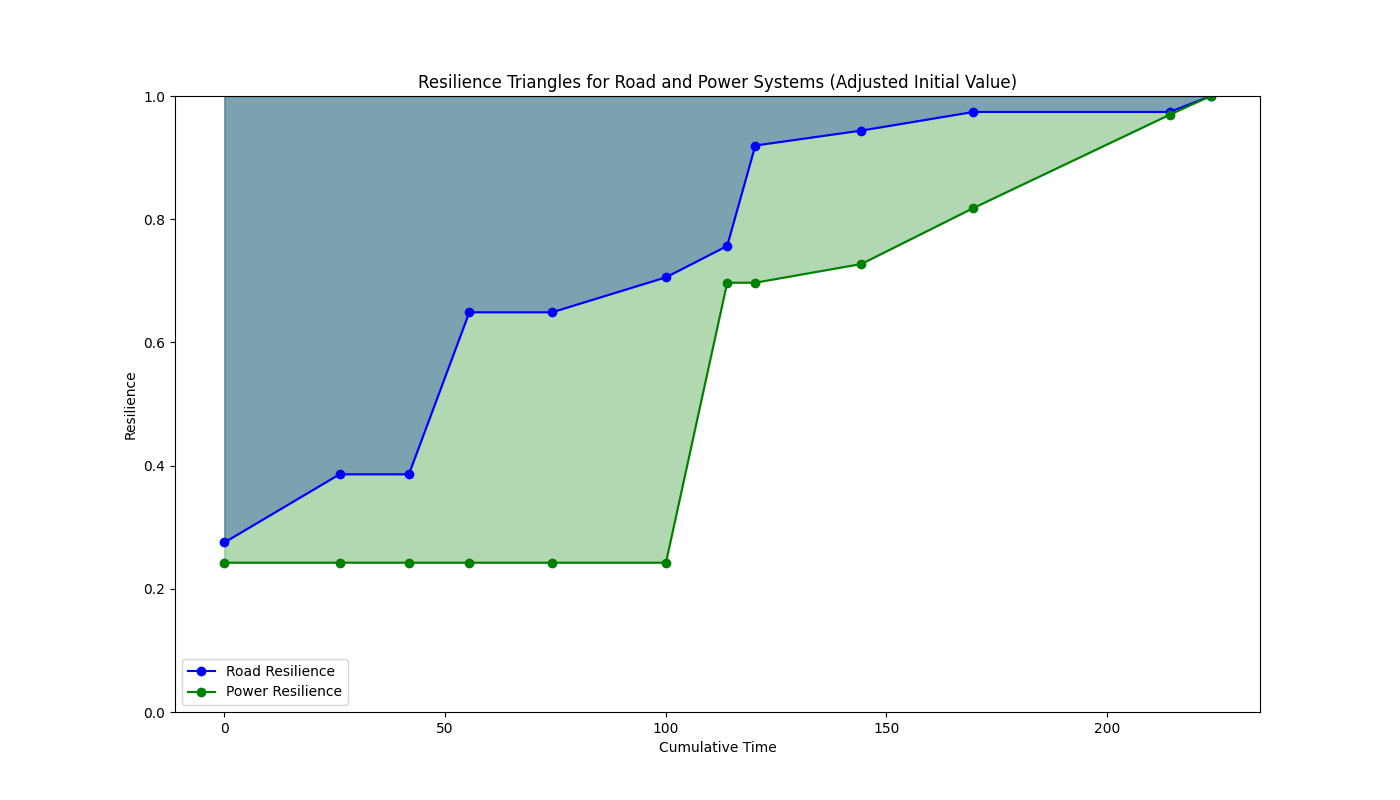 Resilience Triangles for Road and Power Systems (Adjusted Initial Value)
1.0
0.8
0.6
0.4
0.2
0.0
Resilience
Road Resilience
Power Resilience
0 50 100 150 200
Cumulative Time